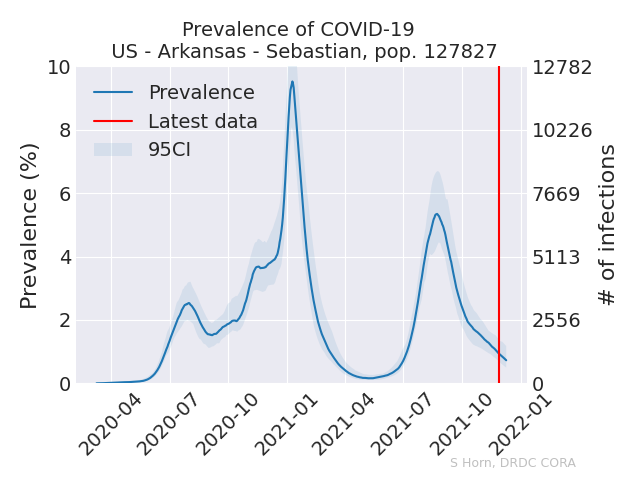 Prevalence of COVID-19
US - Arkansas - Sebastian, pop. 127827
Prevalence (%)
10
8
6
4
2
0
Prevalence
Latest data
95CI
12782
10226
7669
5113
2556
0
# of infections
2020-04
2020-07
2020-10
2021-01
2021-04
2021-07
2021-10
2022-01
S Horn, DRDC CORA